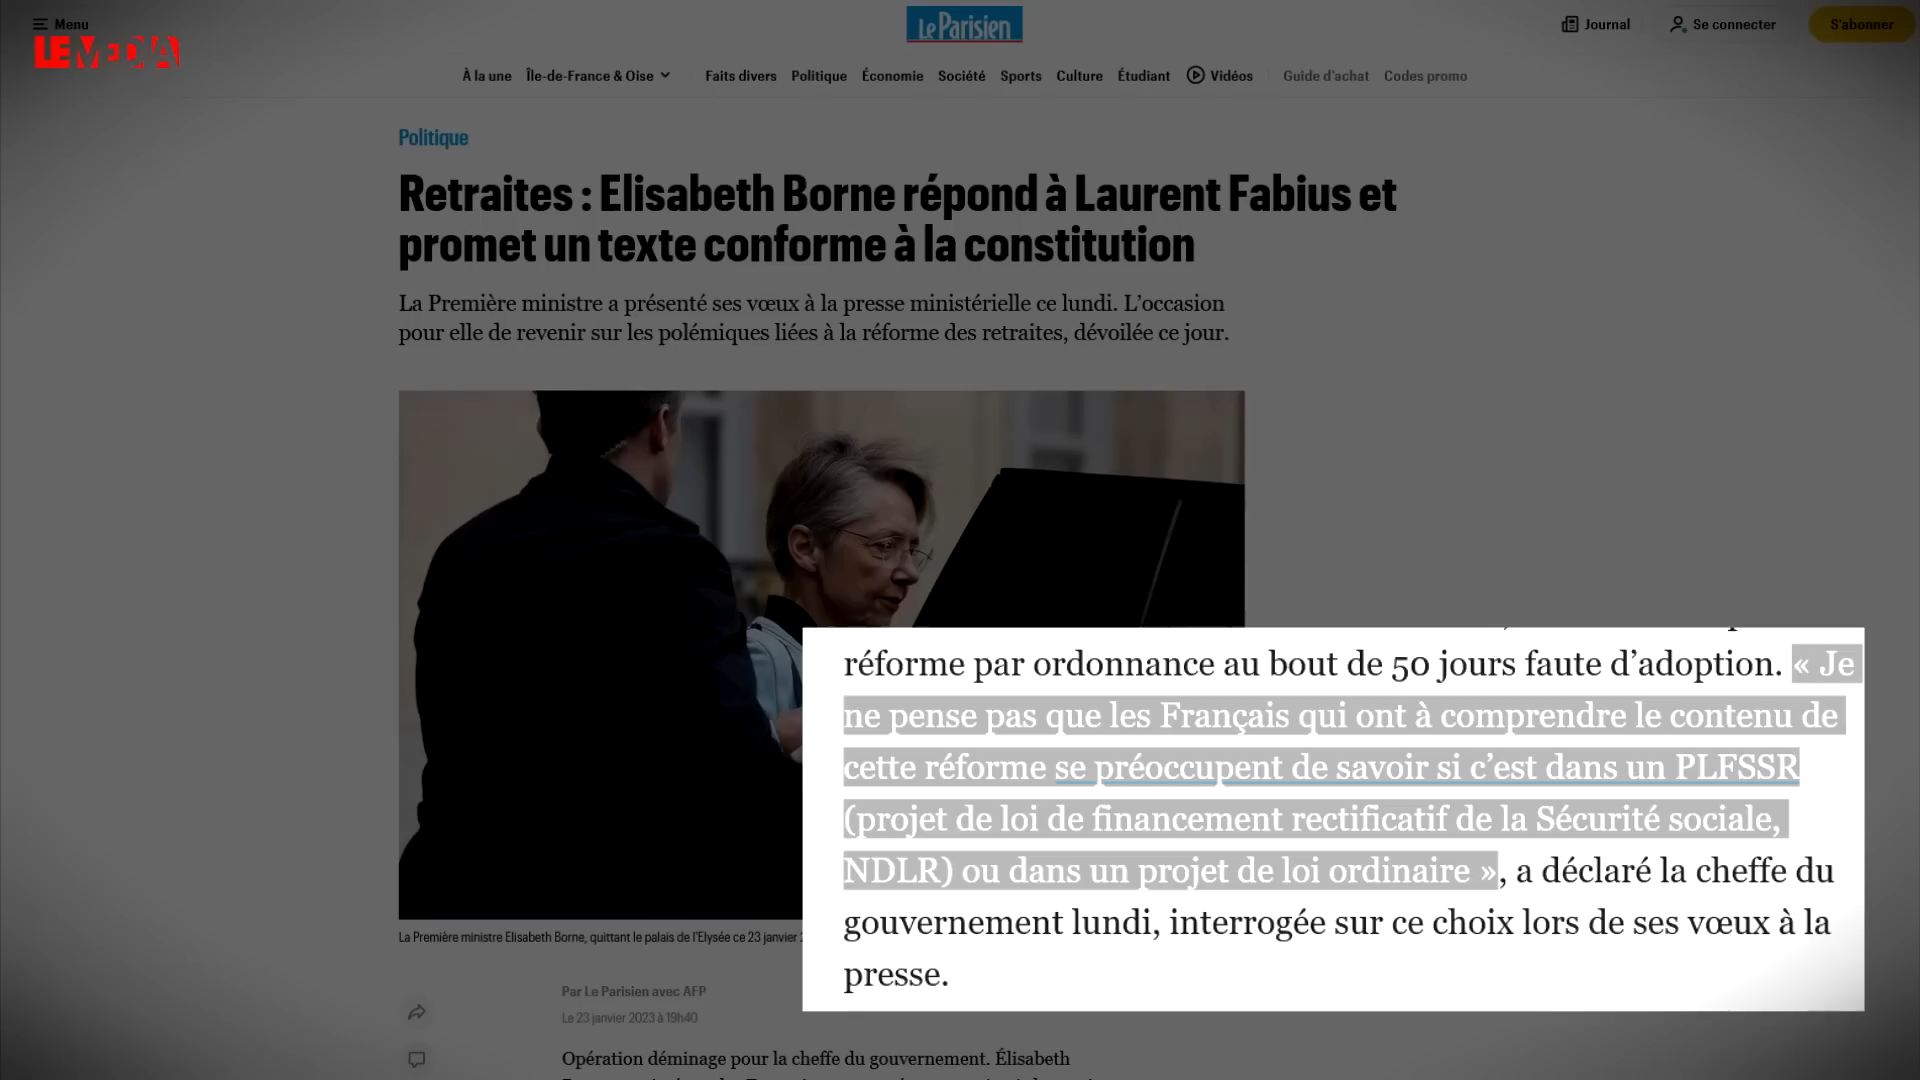 Menu
LE MEDIA
Le Parisien
Journal
Se connecter
S'abonner
À la une
Île-de-France & Oise
Faits divers
Politique
Économie
Société
Sports
Culture
Étudiant
Vidéos
Guide d'achat
Codes promo
Politique
Retraites : Elisabeth Borne répond à Laurent Fabius et
promet un texte conforme à la constitution
La Première ministre a présenté ses vœux à la presse ministérielle ce lundi. L’occasion
pour elle de revenir sur les polémiques liées à la réforme des retraites, dévoilée ce jour.
La Première ministre Elisabeth Borne, quittant le palais de l'Elysée ce 23 janvier
réforme par ordonnance au bout de 50 jours faute d’adoption. « Je
ne pense pas que les Français qui ont à comprendre le contenu de
cette réforme se préoccupent de savoir si c’est dans un PLFSSR
(projet de loi de financement rectificatif de la Sécurité sociale,
NDLR) ou dans un projet de loi ordinaire », a déclaré la cheffe du
gouvernement lundi, interrogée sur ce choix lors de ses vœux à la
presse.
Par Le Parisien avec AFP
Le 23 janvier 2023 à 19h40
Opération déminage pour la cheffe du gouvernement. Élisabeth